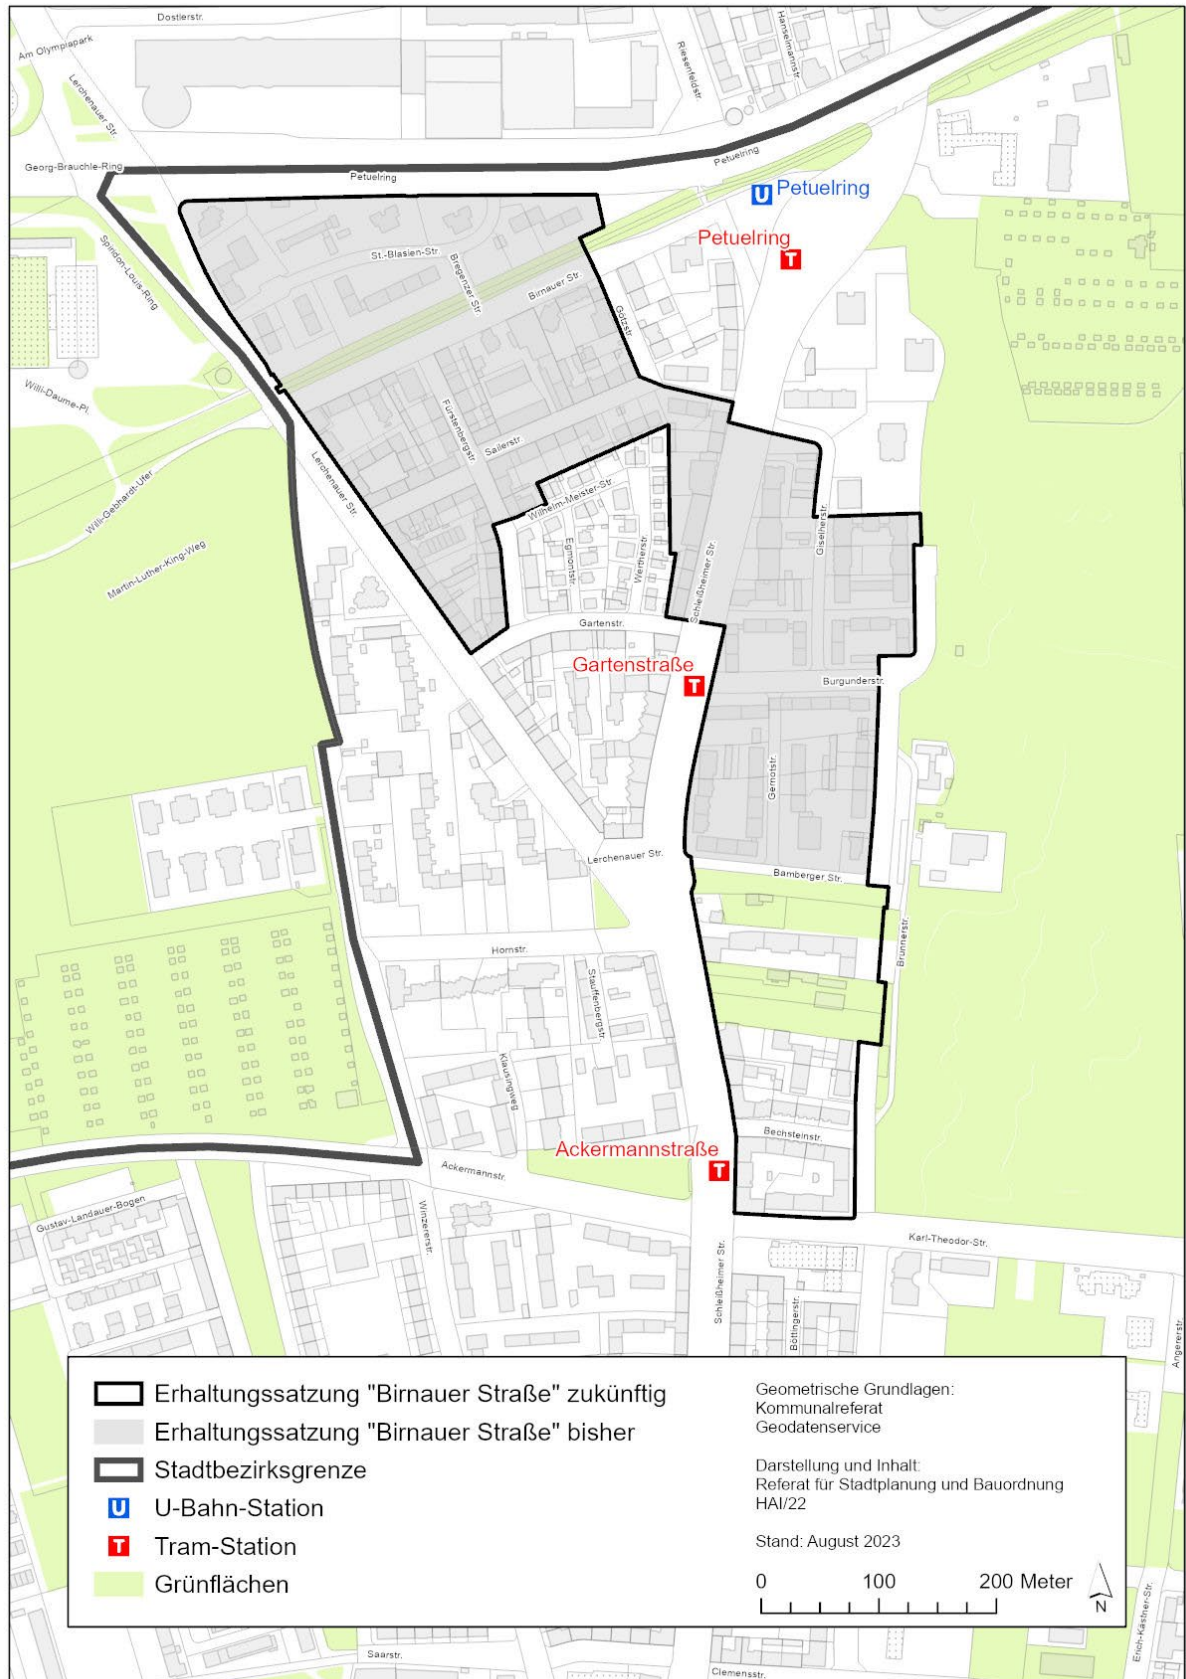 Dostlerstr.
Am Olympiapark
Lerchenauer Str.
Riesenfeldstr.
Hanselmannstr.
Georg-Brauchle-Ring
Petuelring
Petuelring
U Petuelring
Petuelring
T
Spiridon-Louis-Ring
St.-Blasien-Str.
Bregenzer Str.
Birnauer Str.
Götzstr.
Willi-Daume-Pl.
Fürstenbergstr.
Sailerstr.
Lerchenauer Str.
Willi-Gebhardt-Ufer
Wilhelm-Meister-Str.
Martin-Luther-King-Weg
Egmontstr.
Wertherstr.
Schleißheimer Str.
Giselherstr.
Gartenstr.
Gartenstraße
T
Burgunderstr.
Gernotstr.
Lerchenauer Str.
Bamberger Str.
Brunnerstr.
Hornstr.
Stauffenbergstr.
Klausingweg
Bechsteinstr.
Ackermannstraße
T
Ackermannstr.
Gustav-Landauer-Bogen
Winzererstr.
Schleißheimer Str.
Karl-Theodor-Str.
Böttingerstr.
Angererstr.
Erhaltungssatzung "Birnauer Straße" zukünftig
Erhaltungssatzung "Birnauer Straße" bisher
Stadtbezirksgrenze
U U-Bahn-Station
T Tram-Station
Grünflächen
Geometrische Grundlagen:
Kommunalreferat
Geodatenservice
Darstellung und Inhalt:
Referat für Stadtplanung und Bauordnung
HAI/22
Stand: August 2023
0 100 200 Meter
N
Erich-Kästner-Str.
Saarstr.
Clemensstr.